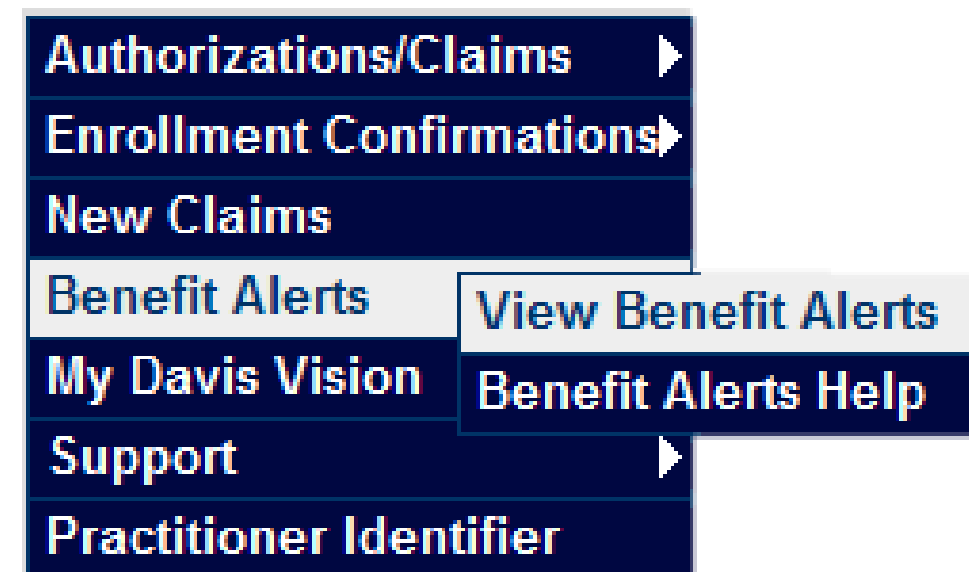 Authorizations/Claims
Enrollment Confirmations
New Claims
Benefit Alerts
View Benefit Alerts
My Davis Vision
Benefit Alerts Help
Support
Practitioner Identifier